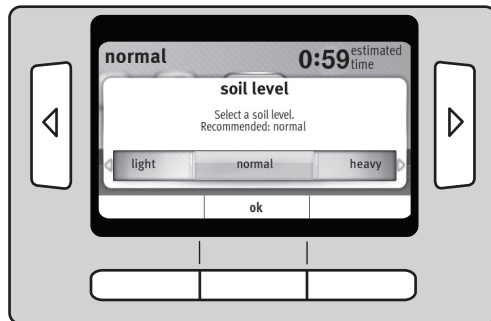 normal 0:59 estimated time
soil level
Select a soil level.
Recommended: normal
light normal heavy
ok